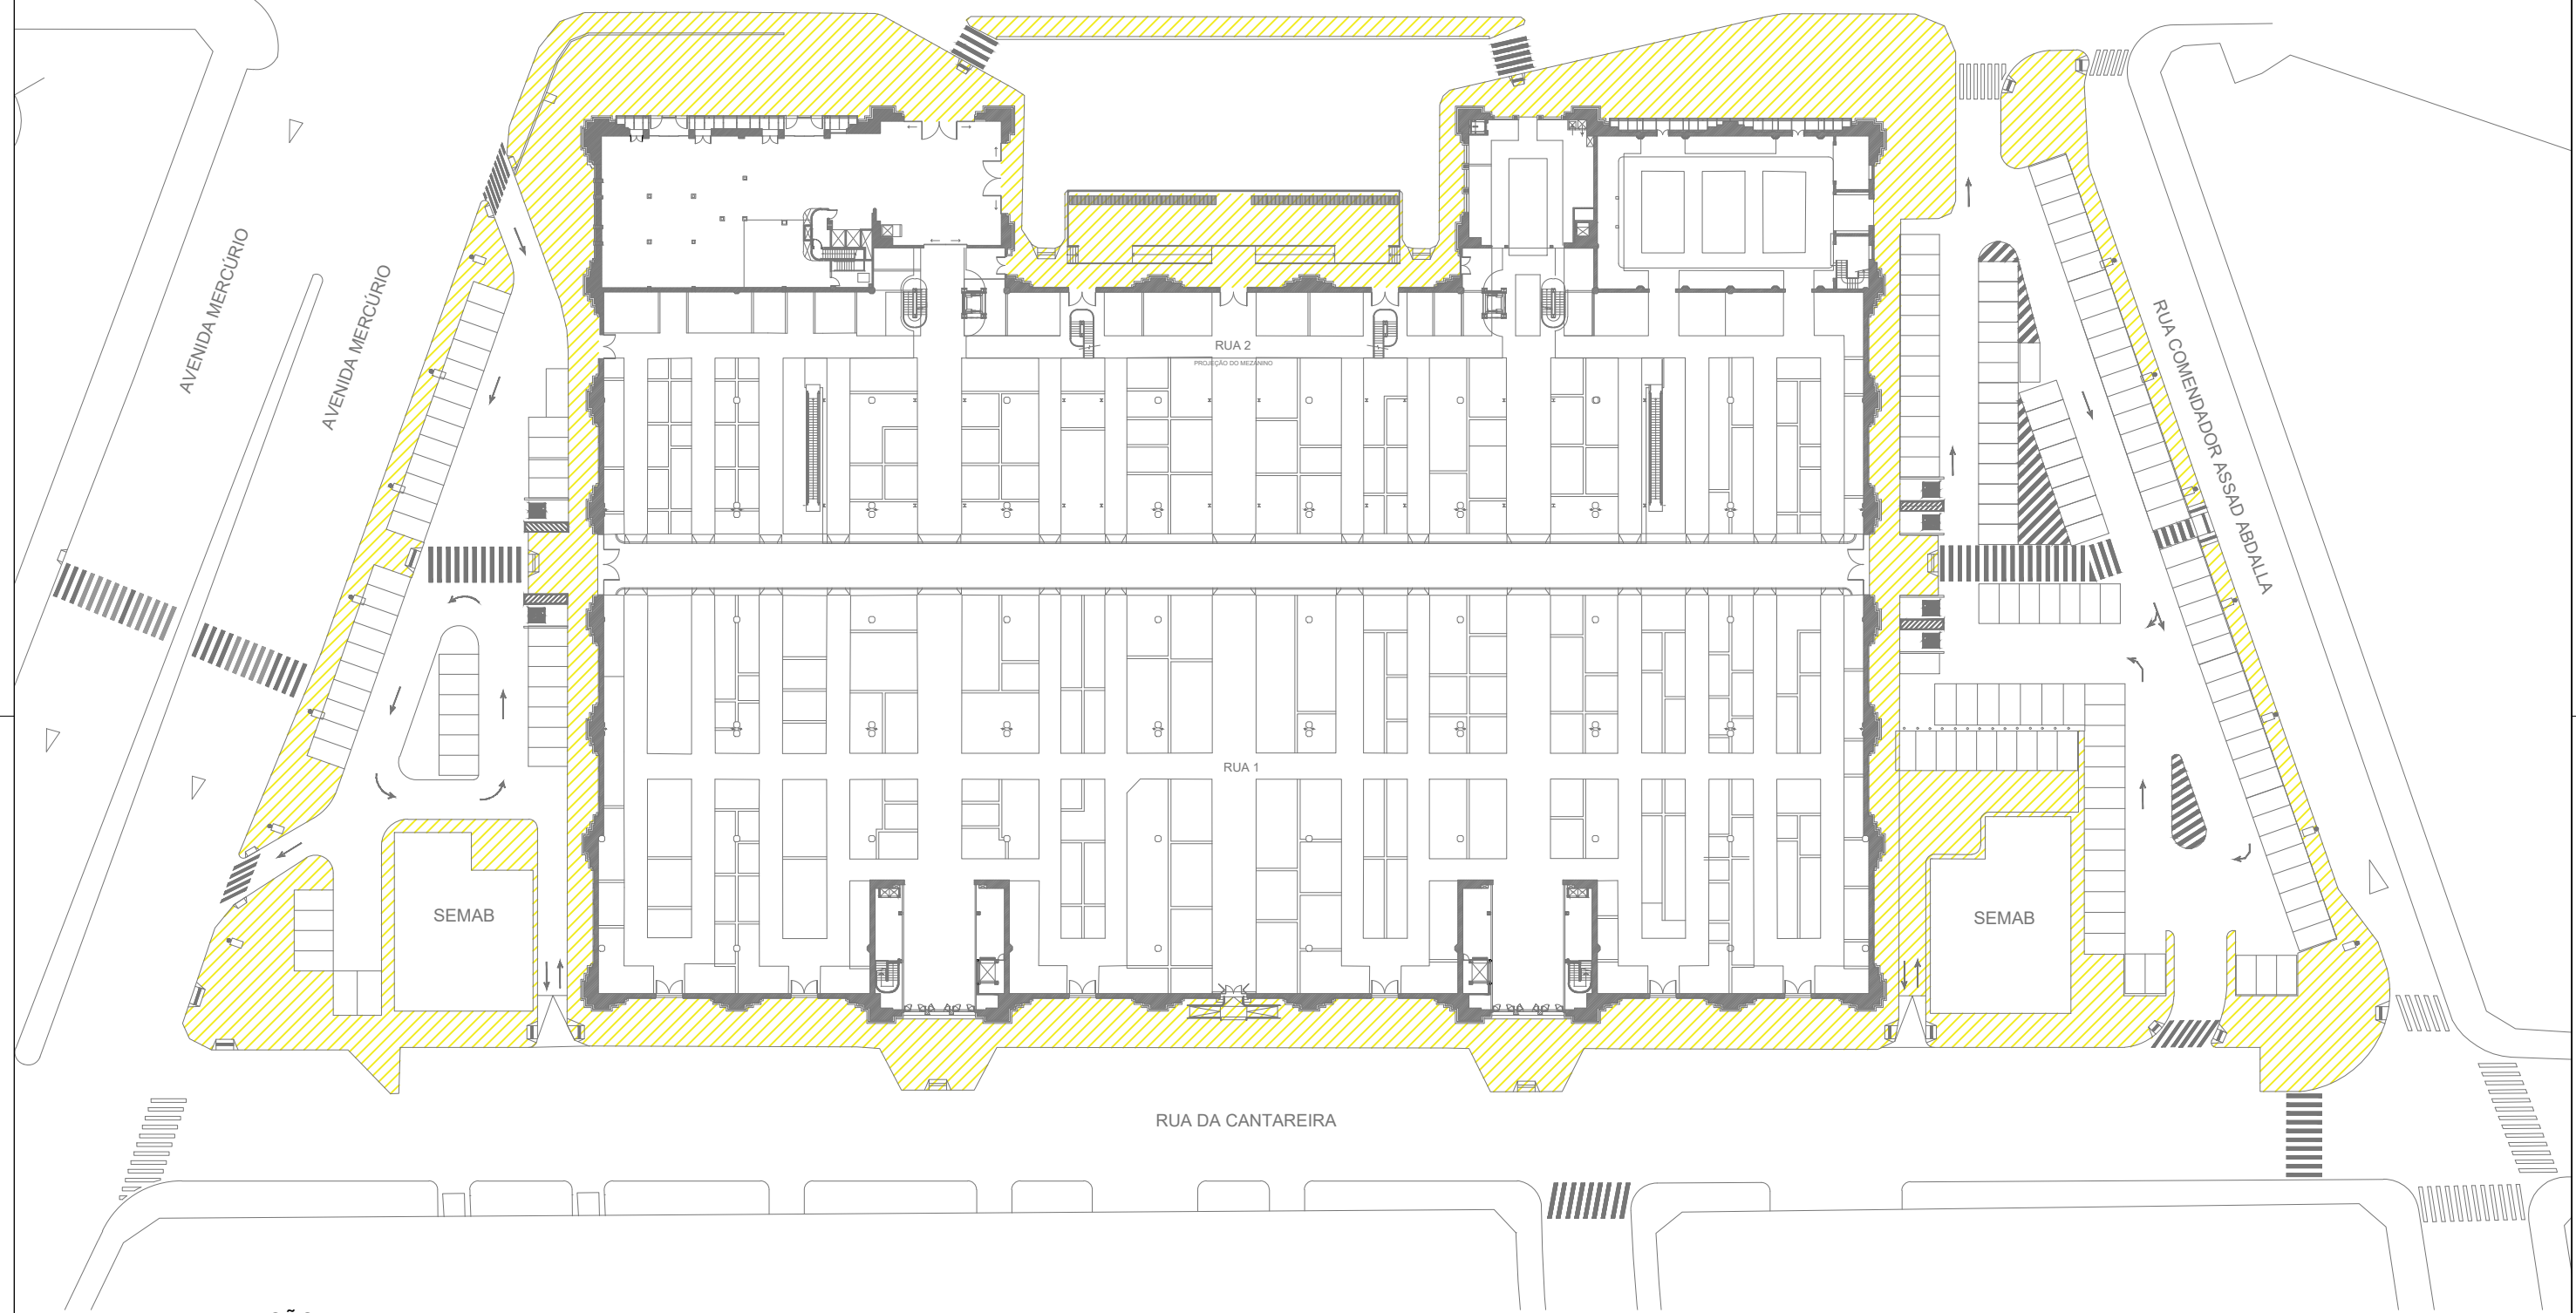 AVENIDA MERCÚRIO
AVENIDA MERCÚRIO
RUA COMENDADOR ASSAD ABDALLA
RUA 2
PROJEÇÃO DO MEZANINO
RUA 1
SEMAB
SEMAB
RUA DA CANTAREIRA